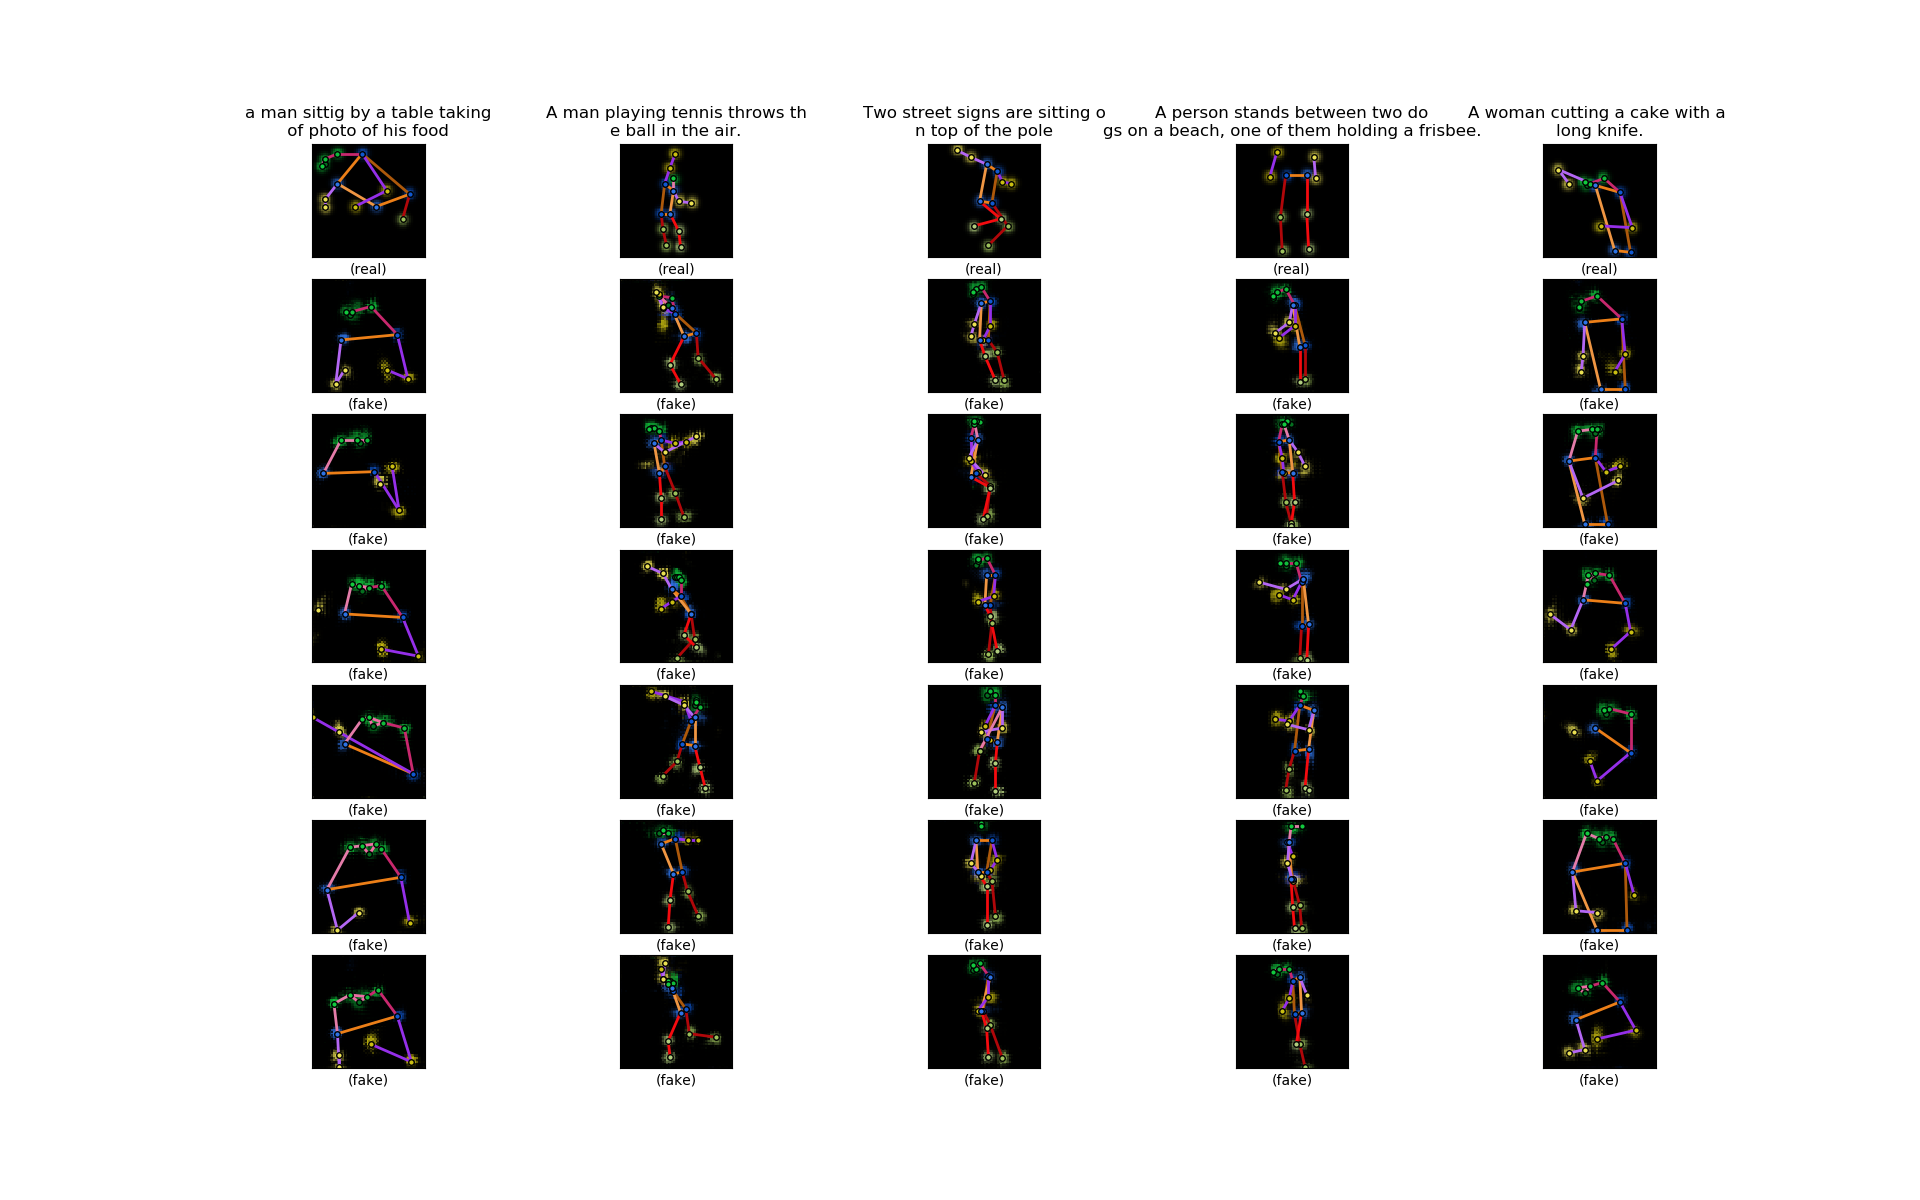 a man sittig by a table taking
of photo of his food
A man playing tennis throws th
e ball in the air.
Two street signs are sitting o
n top of the pole
A person stands between two do
gs on a beach, one of them holding a frisbee.
A woman cutting a cake with a
long knife.
(real) (real) (real) (real) (real)
(fake) (fake) (fake) (fake) (fake)
(fake) (fake) (fake) (fake) (fake)
(fake) (fake) (fake) (fake) (fake)
(fake) (fake) (fake) (fake) (fake)
(fake) (fake) (fake) (fake) (fake)
(fake) (fake) (fake) (fake) (fake)